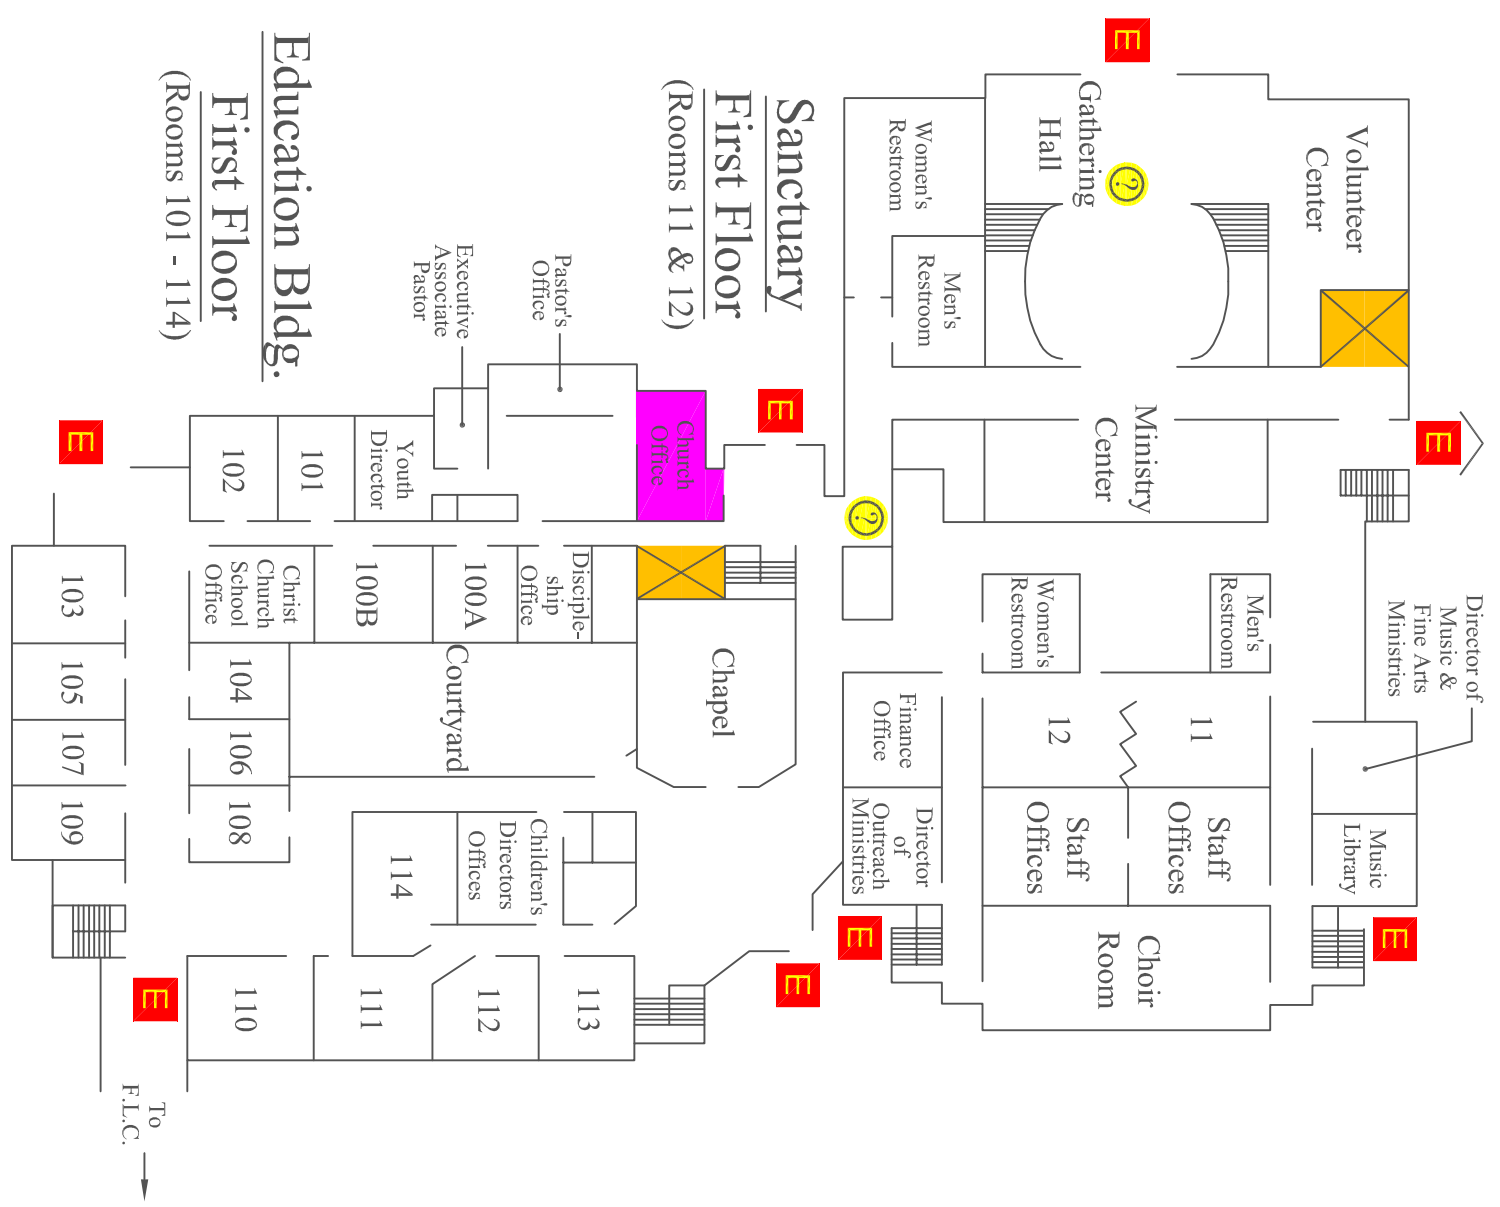 Education Bldg.
First Floor
(Rooms 101 - 114)
Sanctuary
First Floor
(Rooms 11 & 12)
Gathering
Hall
?
Volunteer
Center
Women's
Restroom
Men's
Restroom
Ministry
Center
Pastor's
Office
Executive
Associate
Pastor
Church
Office
Youth
Director
101
102
?
Disciple-
ship
Office
100A
100B
Christ
Church
School
Office
103
104
105
106
107
108
109
Courtyard
Chapel
Women's
Restroom
Men's
Restroom
Director of
Music &
Fine Arts
Ministries
Finance
Office
12
11
Director
of
Outreach
Ministries
Staff
Offices
Staff
Offices
Music
Library
Choir
Room
Children's
Directors
Offices
114
113
112
111
110
To
F.L.C.
E
E
E
E
E
E
E
E